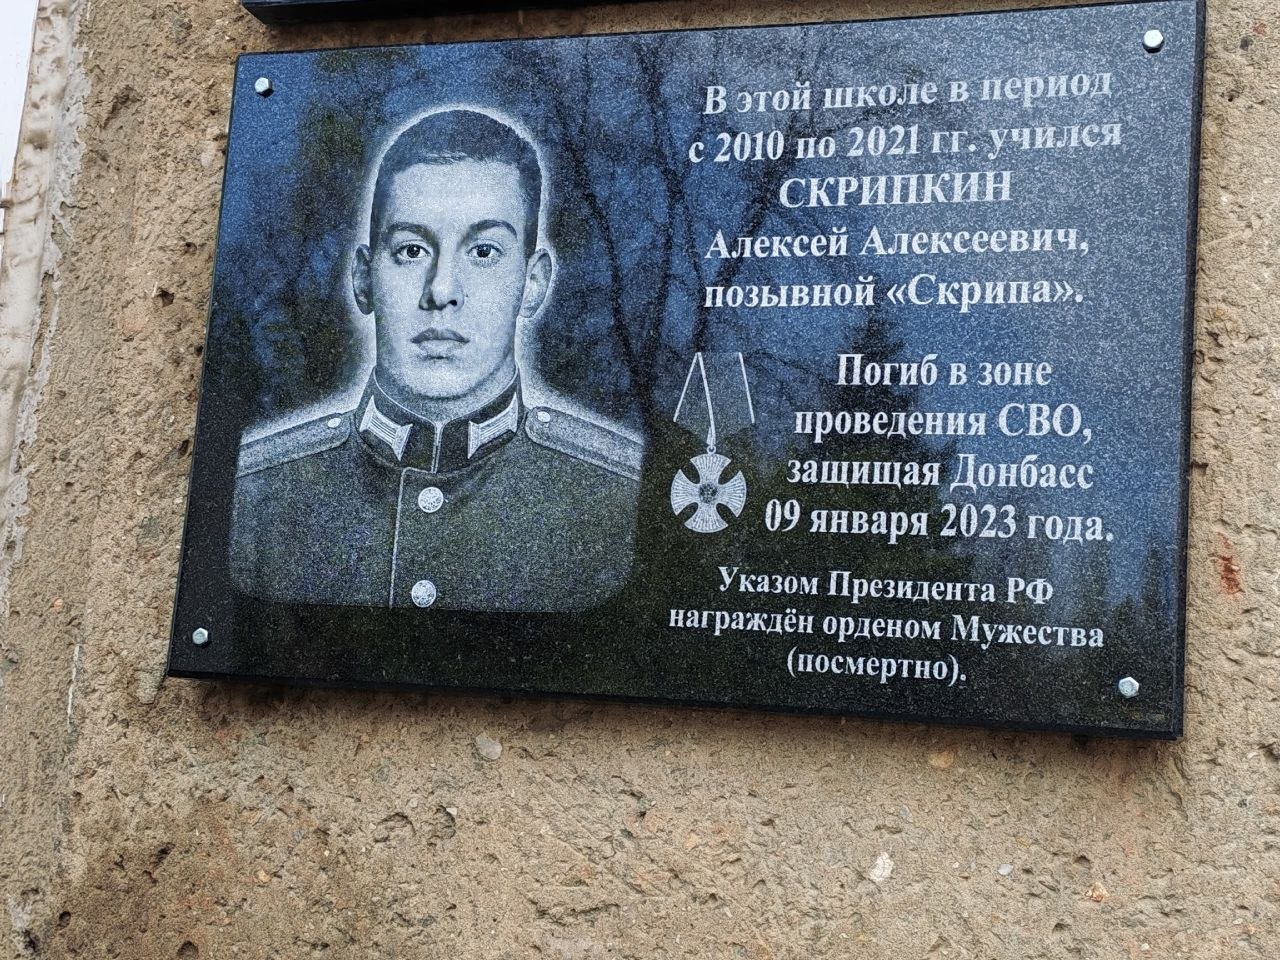 В этой школе в период
с 2010 по 2021 гг. учился
СКРИПКИН
Алексей Алексеевич,
позывной «Скрипа».
Погиб в зоне
проведения СВО,
защищая Донбасс
09 января 2023 года.
Указом Президента РФ
награждён орденом Мужества
(посмертно).